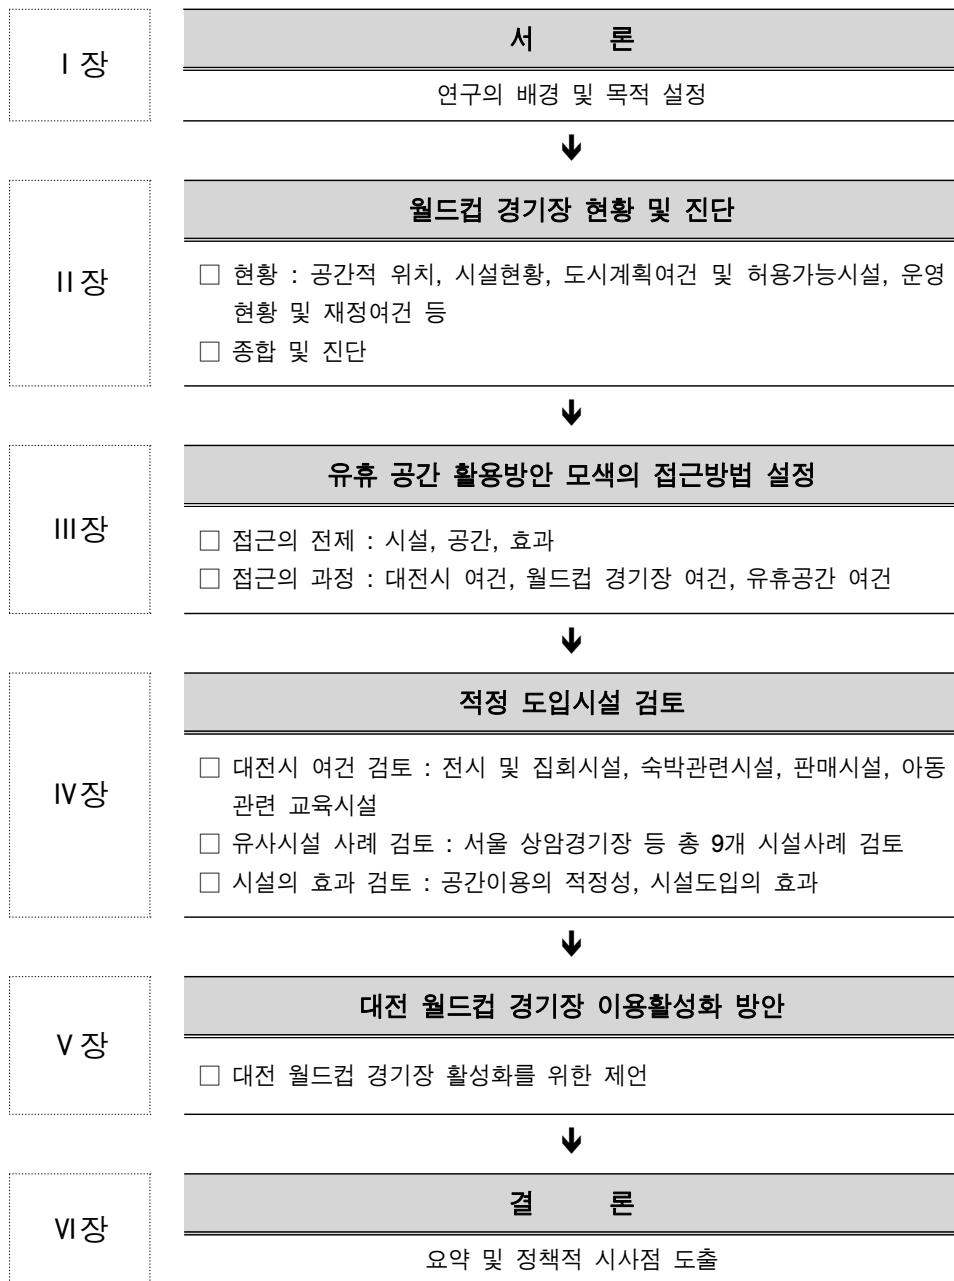 Ⅰ장
서 론
연구의 배경 및 목적 설정
🡻
Ⅱ장
월드컵 경기장 현황 및 진단
□ 현황 : 공간적 위치, 시설현황, 도시계획여건 및 허용가능시설, 운영
현황 및 재정여건 등
□ 종합 및 진단
🡻
Ⅲ장
유휴 공간 활용방안 모색의 접근방법 설정
□ 접근의 전제 : 시설, 공간, 효과
□ 접근의 과정 : 대전시 여건, 월드컵 경기장 여건, 유휴공간 여건
🡻
Ⅳ장
적정 도입시설 검토
□ 대전시 여건 검토 : 전시 및 집회시설, 숙박관련시설, 판매시설, 아동
관련 교육시설
□ 유사시설 사례 검토 : 서울 상암경기장 등 총 9개 시설사례 검토
□ 시설의 효과 검토 : 공간이용의 적정성, 시설도입의 효과
🡻
Ⅴ장
대전 월드컵 경기장 이용활성화 방안
□ 대전 월드컵 경기장 활성화를 위한 제언
🡻
Ⅵ장
결 론
요약 및 정책적 시사점 도출